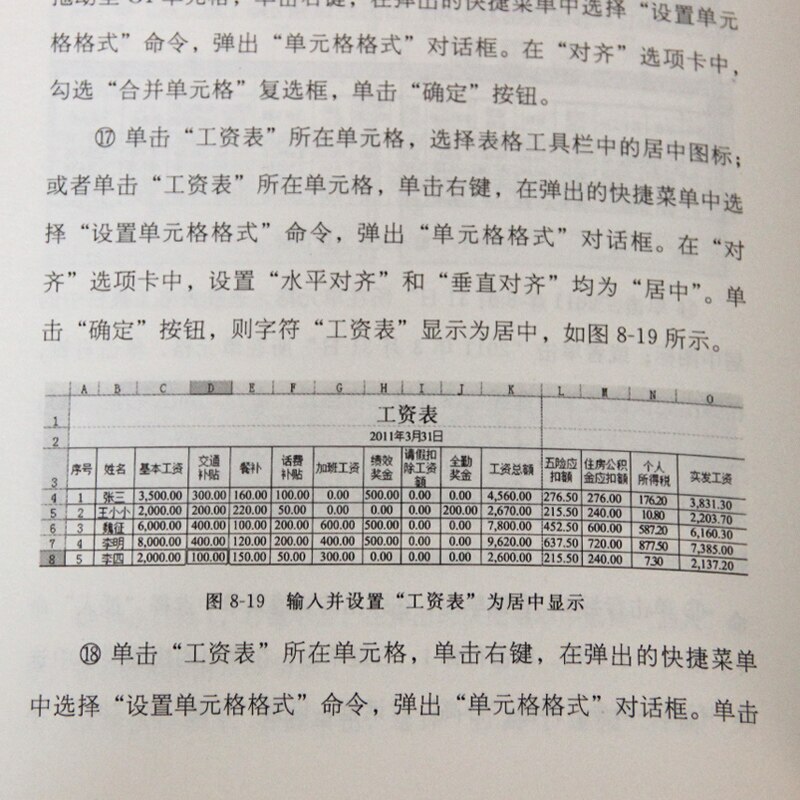 拖动至O1单元格，单击右键，在弹出的快捷菜单中选择“设置单元
格格式”命令，弹出“单元格格式”对话框。在“对齐”选项卡中，
勾选“合并单元格”复选框，单击“确定”按钮。
⑰ 单击“工资表”所在单元格，选择表格工具栏中的居中图标；
或者单击“工资表”所在单元格，单击右键，在弹出的快捷菜单中选
择“设置单元格格式”命令，弹出“单元格格式”对话框。在“对
齐”选项卡中，设置“水平对齐”和“垂直对齐”均为“居中”。单
击“确定”按钮，则字符“工资表”显示为居中，如图 8-19 所示。
A B C D E F G H I J K L M N O
1 工资表
2 2011年3月31日
3 序号 姓名 基本工资 交通补贴 餐补 话费补贴 加班工资 绩效奖金 请假扣除工资额 全勤奖金 工资总额 五险应扣额 住房公积金应扣额 个人所得税 实发工资
4 1 张三 3,500.00 300.00 160.00 100.00 0.00 500.00 0.00 0.00 4,560.00 276.50 276.00 176.20 3,831.30
5 2 王小小 2,000.00 200.00 220.00 50.00 0.00 0.00 0.00 200.00 2,670.00 215.50 240.00 10.80 2,203.70
6 3 魏征 6,000.00 400.00 100.00 200.00 600.00 500.00 0.00 0.00 7,800.00 452.50 600.00 587.20 6,160.30
7 4 李明 8,000.00 400.00 120.00 200.00 400.00 500.00 0.00 0.00 9,620.00 637.50 720.00 877.50 7,385.00
8 5 李四 2,000.00 100.00 150.00 50.00 300.00 0.00 0.00 0.00 2,600.00 215.50 240.00 7.30 2,137.20
图 8-19 输入并设置“工资表”为居中显示
⑱ 单击“工资表”所在单元格，单击右键，在弹出的快捷菜单
中选择“设置单元格格式”命令，弹出“单元格格式”对话框。单击